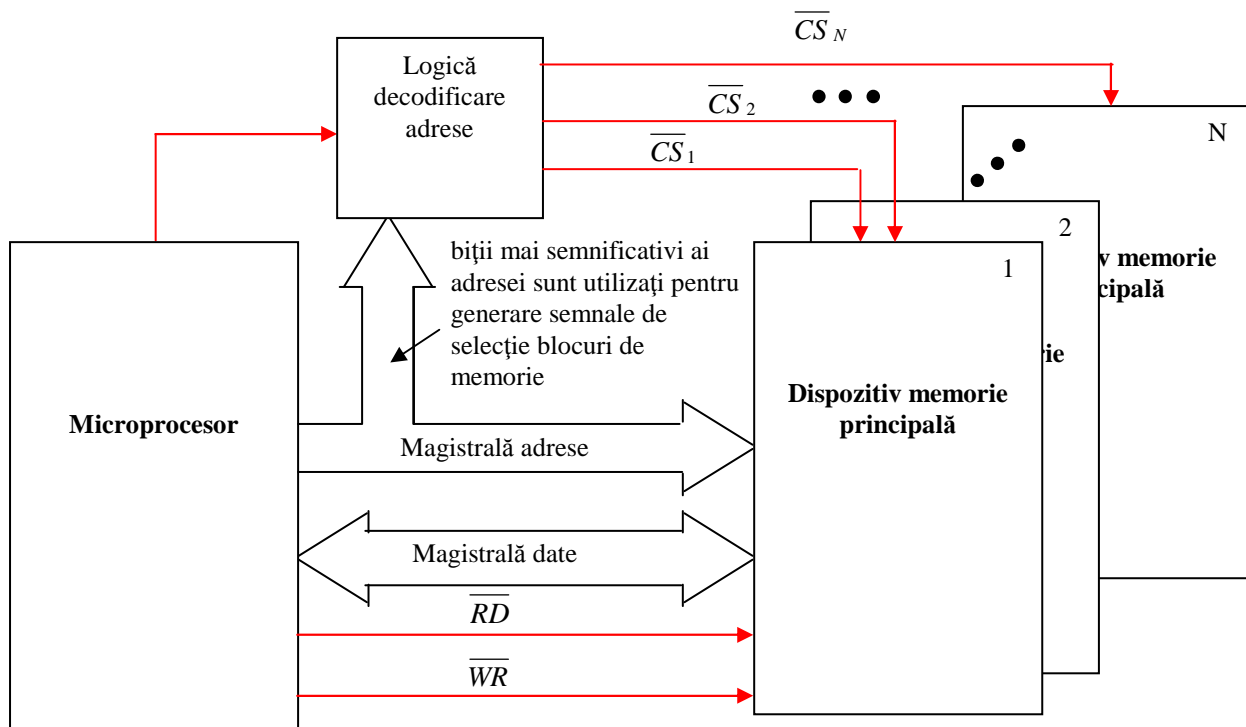 CS N
Logică
decodificare
adrese
CS 2
CS 1
N
biţii mai semnificativi ai
adresei sunt utilizaţi pentru
generare semnale de
selecţie blocuri de
memorie
2
1
memorie
Dispozitiv memorie
principală
Microprocesor
Magistrală adrese
Magistrală date
RD
WR